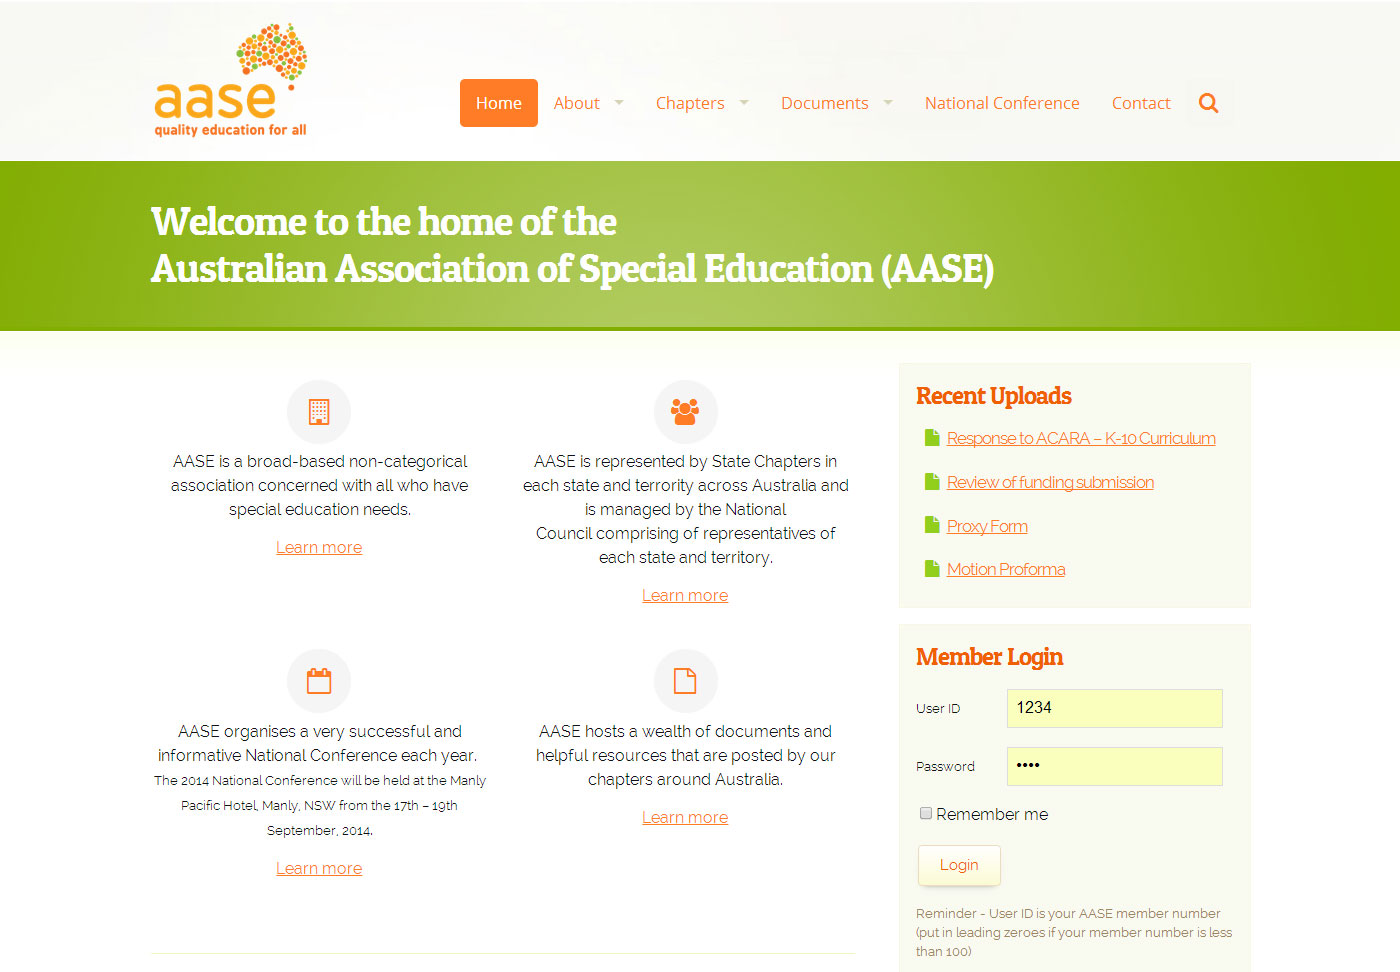 aase
quality education for all
Home
About
Chapters
Documents
National Conference
Contact
Welcome to the home of the
Australian Association of Special Education (AASE)
AASE is a broad-based non-categorical
association concerned with all who have
special education needs.
Learn more
AASE is represented by State Chapters in
each state and terrority across Australia and
is managed by the National
Council comprising of representatives of
each state and territory.
Learn more
AASE organises a very successful and
informative National Conference each year.
The 2014 National Conference will be held at the Manly
Pacific Hotel, Manly, NSW from the 17th – 19th
September, 2014.
Learn more
AASE hosts a wealth of documents and
helpful resources that are posted by our
chapters around Australia.
Learn more
Recent Uploads
Response to ACARA – K-10 Curriculum
Review of funding submission
Proxy Form
Motion Proforma
Member Login
User ID
1234
Password
••••
Remember me
Login
Reminder - User ID is your AASE member number
(put in leading zeroes if your member number is less
than 100)